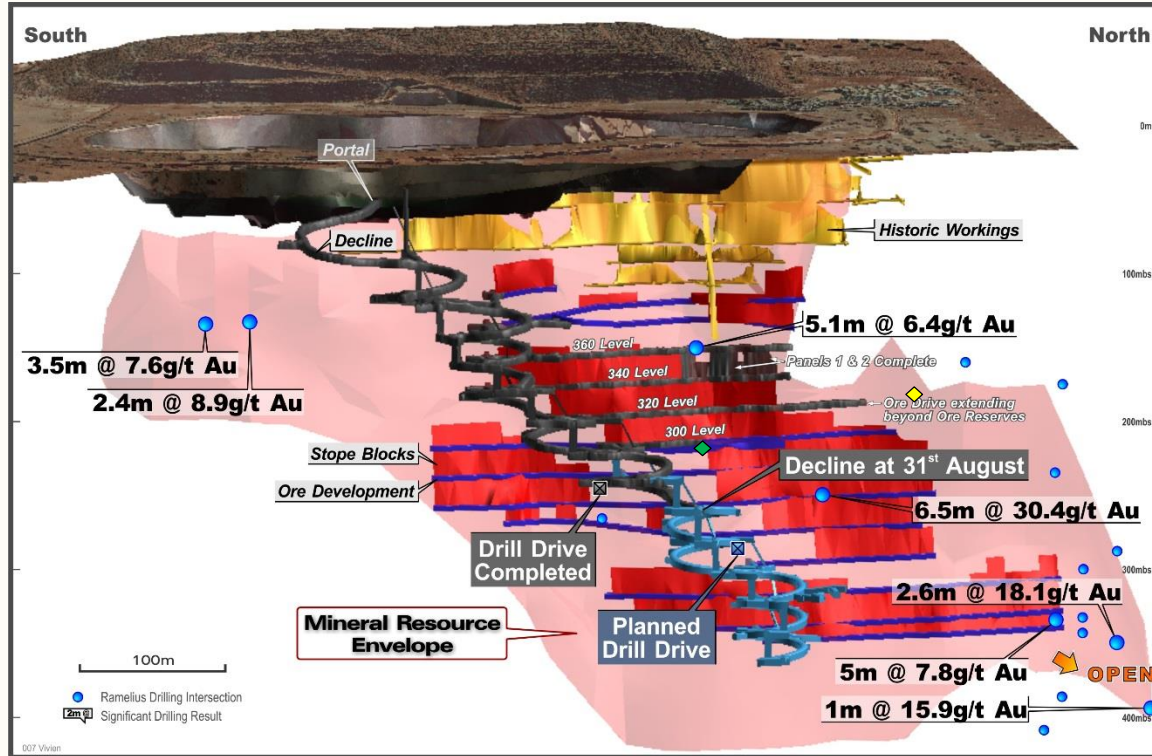 South
North
0m
Portal
Decline
Historic Workings
100mbs
3.5m @ 7.6g/t Au
2.4m @ 8.9g/t Au
5.1m @ 6.4g/t Au
360 Level
Panels 1 & 2 Complete
340 Level
320 Level
Ore Drive extending
beyond Ore Reserves
200mbs
300 Level
Stope Blocks
Ore Development
Decline at 31st August
6.5m @ 30.4g/t Au
Drill Drive
Completed
300mbs
2.6m @ 18.1g/t Au
Mineral Resource
Envelope
Planned
Drill Drive
100m
5m @ 7.8g/t Au
OPEN
Ramelius Drilling Intersection
2m @
Significant Drilling Result
1m @ 15.9g/t Au
400mbs
007 Vivien